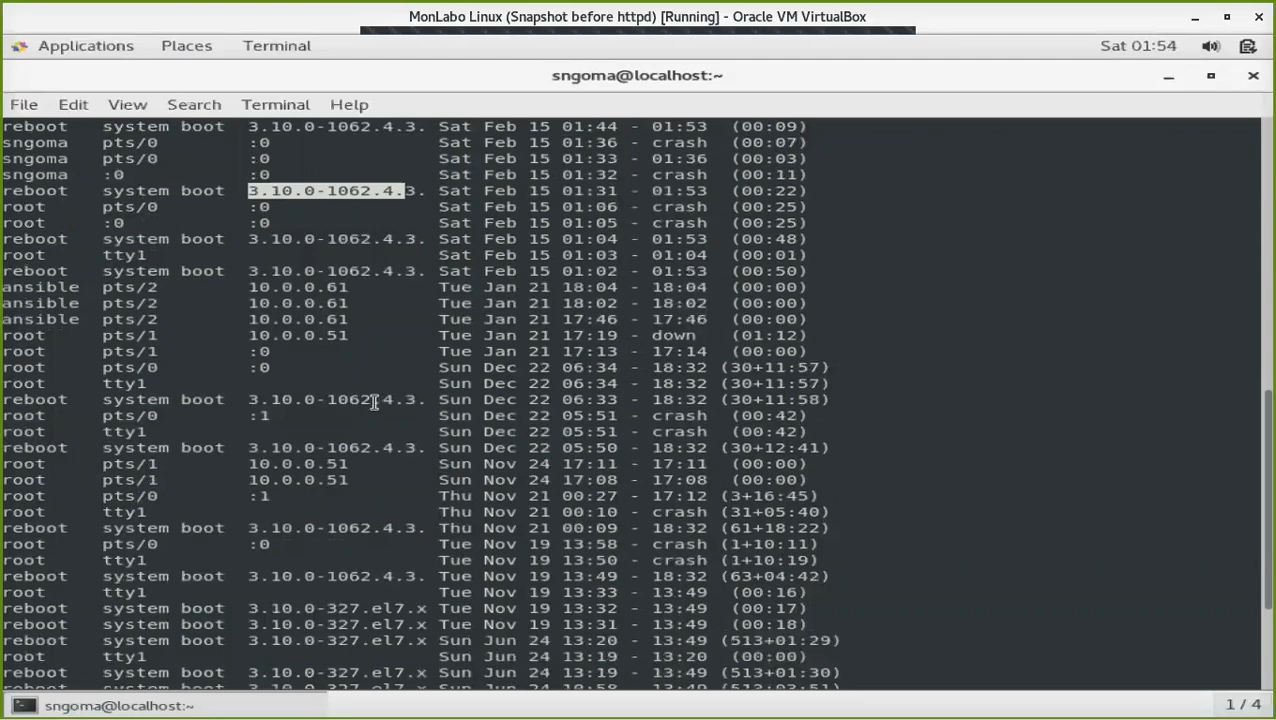 MonLabo Linux (Snapshot before httpd) [Running] - Oracle VM VirtualBox
Applications Places Terminal Sat 01:54
sngoma@localhost:~
File Edit View Search Terminal Help
reboot system boot 3.10.0-1062.4.3. Sat Feb 15 01:44 - 01:53 (00:09)
sngoma pts/0 :0 Sat Feb 15 01:36 - crash (00:07)
sngoma pts/0 :0 Sat Feb 15 01:33 - 01:36 (00:03)
sngoma :0 :0 Sat Feb 15 01:32 - crash (00:11)
reboot system boot 3.10.0-1062.4.3. Sat Feb 15 01:31 - 01:53 (00:22)
root pts/0 :0 Sat Feb 15 01:06 - crash (00:25)
root :0 :0 Sat Feb 15 01:05 - crash (00:25)
reboot system boot 3.10.0-1062.4.3. Sat Feb 15 01:04 - 01:53 (00:48)
root tty1 Sat Feb 15 01:03 - 01:04 (00:01)
reboot system boot 3.10.0-1062.4.3. Sat Feb 15 01:02 - 01:53 (00:50)
ansible pts/2 10.0.0.61 Tue Jan 21 18:04 - 18:04 (00:00)
ansible pts/2 10.0.0.61 Tue Jan 21 18:02 - 18:02 (00:00)
ansible pts/2 10.0.0.61 Tue Jan 21 17:46 - 17:46 (00:00)
root pts/1 10.0.0.51 Tue Jan 21 17:19 - down (01:12)
root pts/1 :0 Tue Jan 21 17:13 - 17:14 (00:00)
root pts/0 :0 Sun Dec 22 06:34 - 18:32 (30+11:57)
root tty1 Sun Dec 22 06:34 - 18:32 (30+11:57)
reboot system boot 3.10.0-1062.4.3. Sun Dec 22 06:33 - 18:32 (30+11:58)
root pts/0 :1 Sun Dec 22 05:51 - crash (00:42)
root tty1 Sun Dec 22 05:51 - crash (00:42)
reboot system boot 3.10.0-1062.4.3. Sun Dec 22 05:50 - 18:32 (30+12:41)
root pts/1 10.0.0.51 Sun Nov 24 17:11 - 17:11 (00:00)
root pts/1 10.0.0.51 Sun Nov 24 17:08 - 17:08 (00:00)
root pts/0 :1 Thu Nov 21 00:27 - 17:12 (3+16:45)
root tty1 Thu Nov 21 00:10 - crash (31+05:40)
reboot system boot 3.10.0-1062.4.3. Thu Nov 21 00:09 - 18:32 (61+18:22)
root pts/0 :0 Tue Nov 19 13:58 - crash (1+10:11)
root tty1 Tue Nov 19 13:50 - crash (1+10:19)
reboot system boot 3.10.0-1062.4.3. Tue Nov 19 13:49 - 18:32 (63+04:42)
root tty1 Tue Nov 19 13:33 - 13:49 (00:16)
reboot system boot 3.10.0-327.el7.x Tue Nov 19 13:32 - 13:49 (00:17)
reboot system boot 3.10.0-327.el7.x Tue Nov 19 13:31 - 13:49 (00:18)
reboot system boot 3.10.0-327.el7.x Sun Jun 24 13:20 - 13:49 (513+01:29)
root tty1 Sun Jun 24 13:19 - 13:20 (00:00)
reboot system boot 3.10.0-327.el7.x Sun Jun 24 13:19 - 13:49 (513+01:30)
reboot system boot 3.10.0-327.el7.x Sun Jun 24 10:58 - 13:49 (513+03:51)
sngoma@localhost:~ 1 / 4